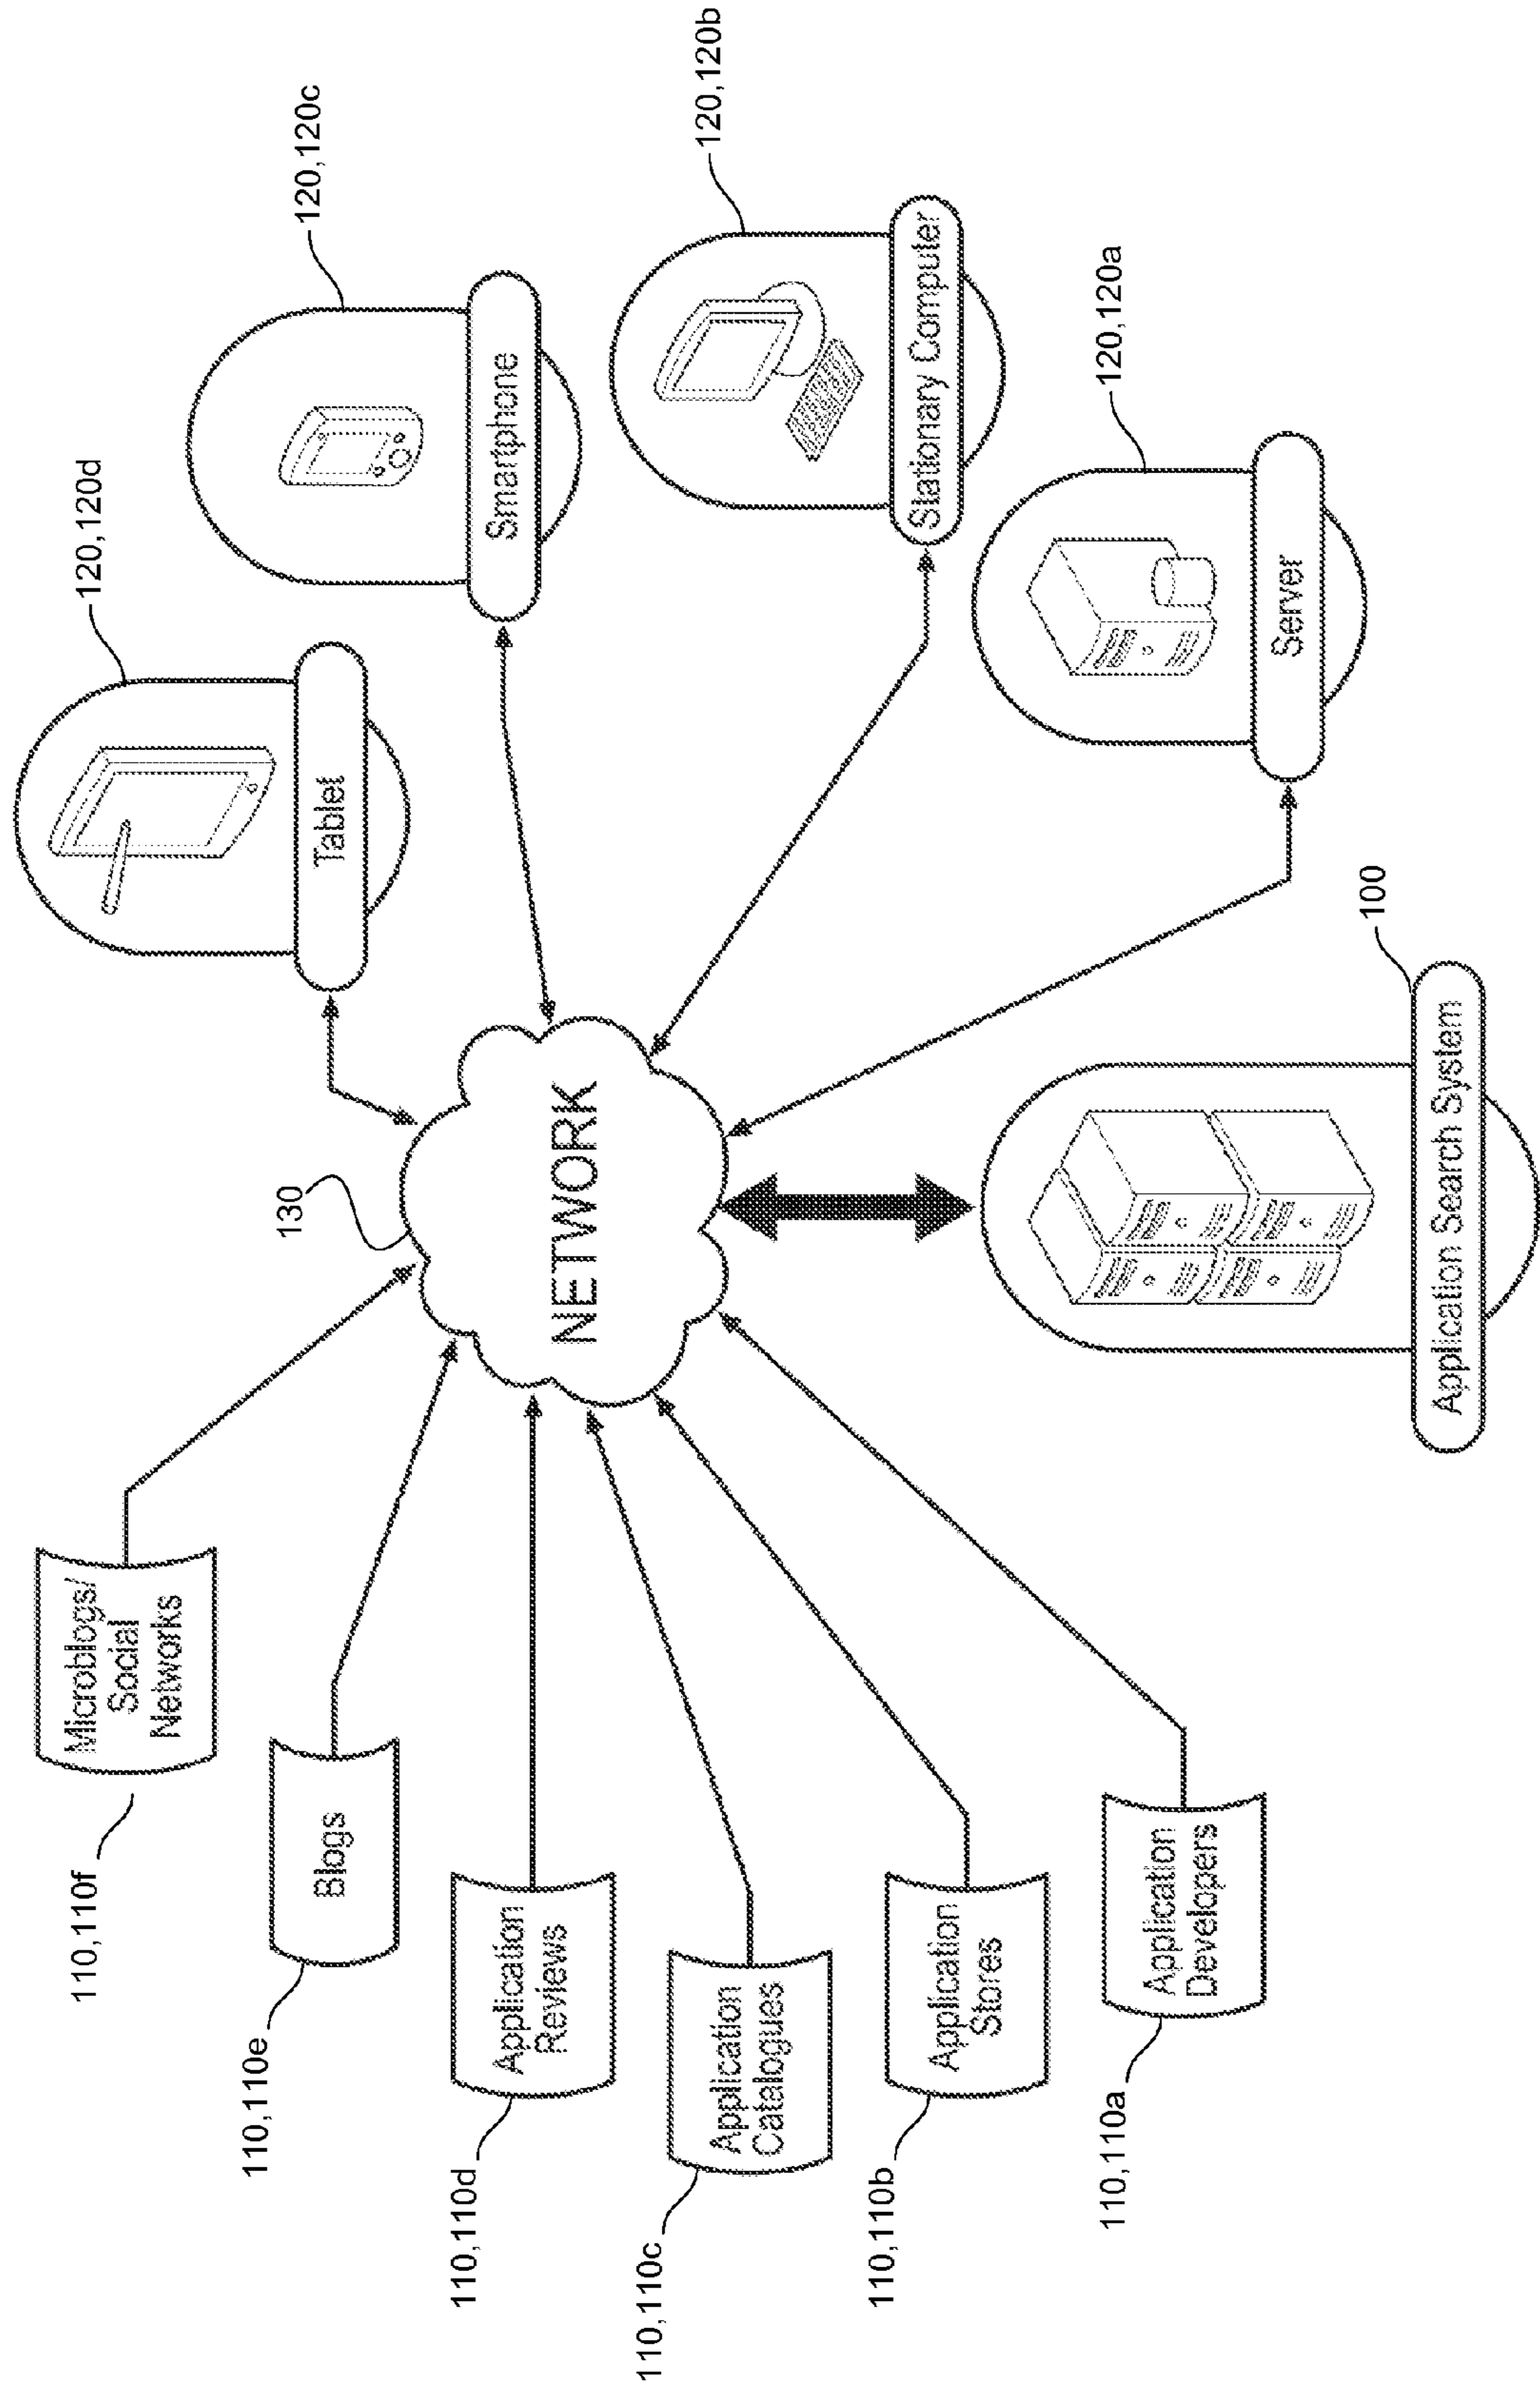 110,110f
Microblogs/
Social
Networks
110,110e
Blogs
110,110d
Application
Reviews
110,110c
Application
Catalogues
110,110b
Application
Stores
110,110a
Application
Developers
130
NETWORK
120,120d
Tablet
120,120c
Smartphone
120,120b
Stationary Computer
120,120a
Server
100
Application Search System